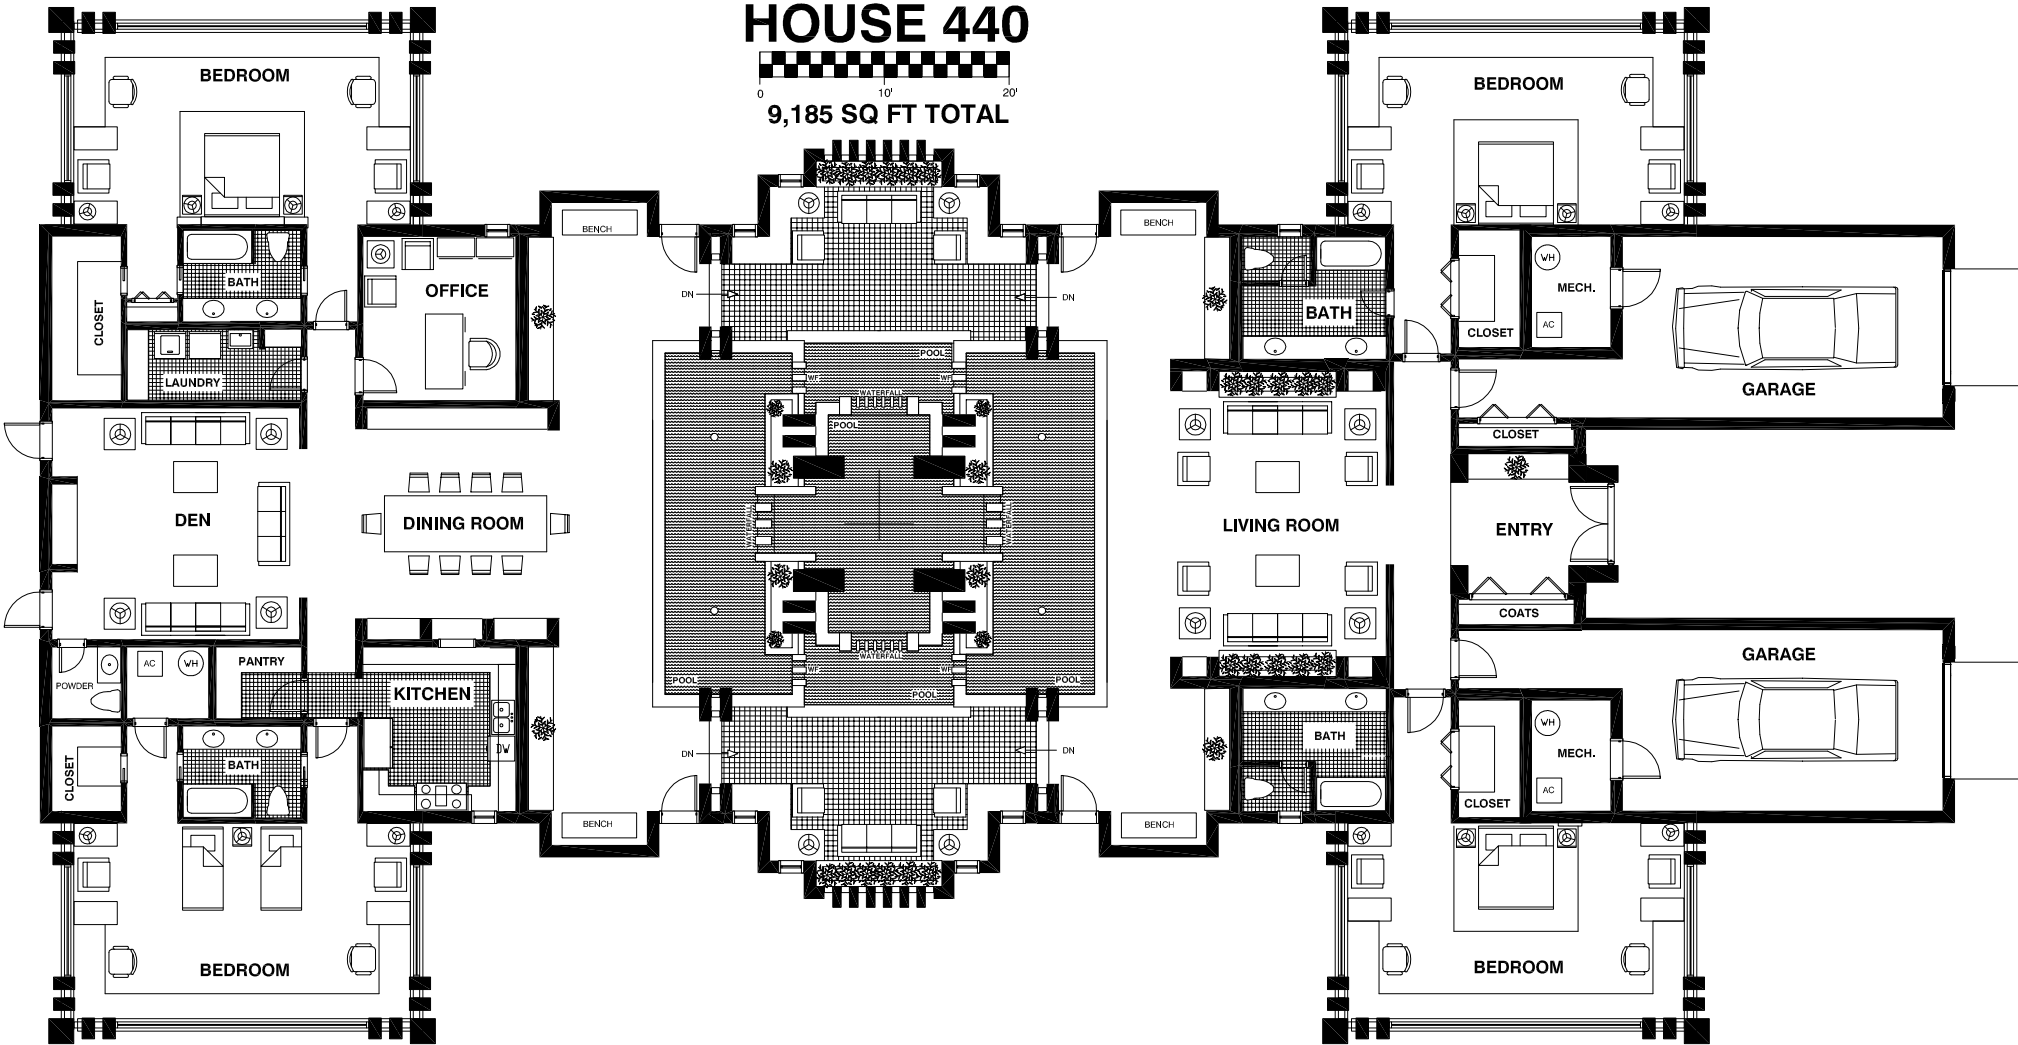 HOUSE 440
0 10' 20'
9,185 SQ FT TOTAL
BEDROOM
BEDROOM
BENCH
BENCH
BATH
CLOSET
OFFICE
DN
DN
BATH
WH
MECH.
AC
CLOSET
LAUNDRY
POOL
WF
WF
WATERFALL
POOL
GARAGE
CLOSET
DEN
DINING ROOM
WATERFALL
WATERFALL
LIVING ROOM
ENTRY
COATS
AC
WH
PANTRY
POWDER
KITCHEN
WATERFALL
WF
WF
POOL
POOL
POOL
GARAGE
DW
CLOSET
BATH
DN
DN
BATH
WH
MECH.
AC
CLOSET
BENCH
BENCH
BEDROOM
BEDROOM